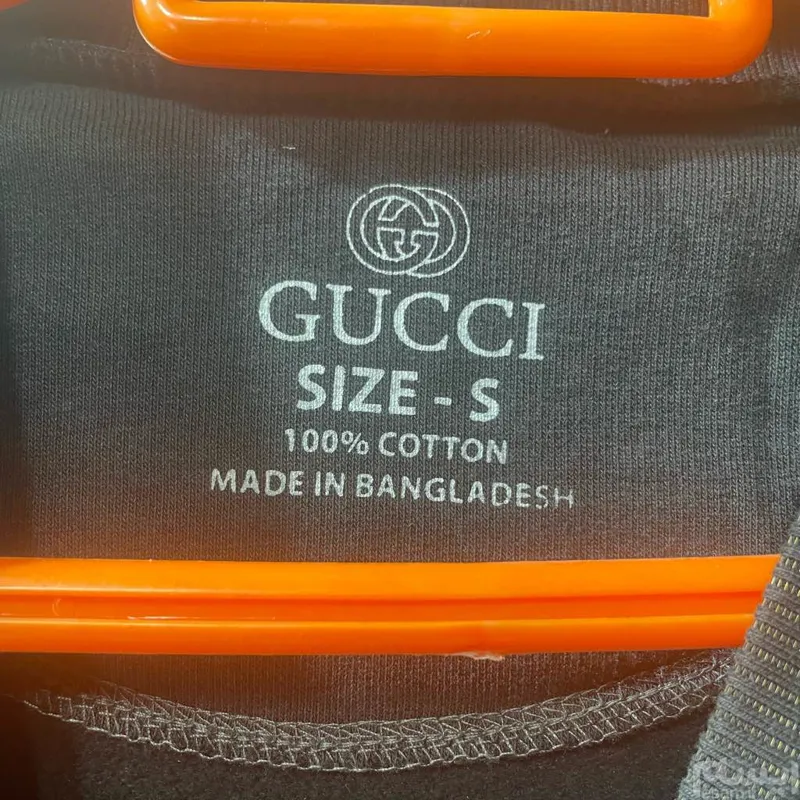 GUCCI
SIZE - S
100% COTTON
MADE IN BANGLADESH